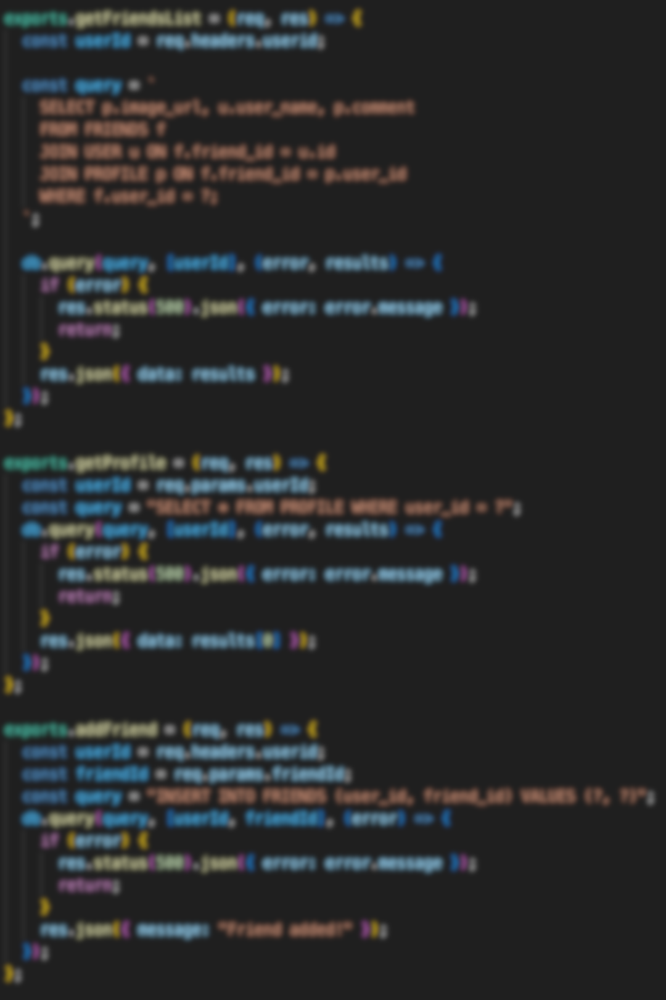 exports.getFriendsList = (req, res) => {
  const userId = req.headers.userid;

  const query = `
    SELECT p.image_url, u.user_name, p.comment
    FROM FRIENDS f
    JOIN USER u ON f.friend_id = u.id
    JOIN PROFILE p ON f.friend_id = p.user_id
    WHERE f.user_id = ?;
  `;

  db.query(query, [userId], (error, results) => {
    if (error) {
      res.status(500).json({ error: error.message });
      return;
    }
    res.json({ data: results });
  });
};

exports.getProfile = (req, res) => {
  const userId = req.params.userId;
  const query = "SELECT * FROM PROFILE WHERE user_id = ?";
  db.query(query, [userId], (error, results) => {
    if (error) {
      res.status(500).json({ error: error.message });
      return;
    }
    res.json({ data: results[0] });
  });
};

exports.addFriend = (req, res) => {
  const userId = req.headers.userid;
  const friendId = req.params.friendId;
  const query = "INSERT INTO FRIENDS (user_id, friend_id) VALUES (?, ?)";
  db.query(query, [userId, friendId], (error) => {
    if (error) {
      res.status(500).json({ error: error.message });
      return;
    }
    res.json({ message: "Friend added!" });
  });
};